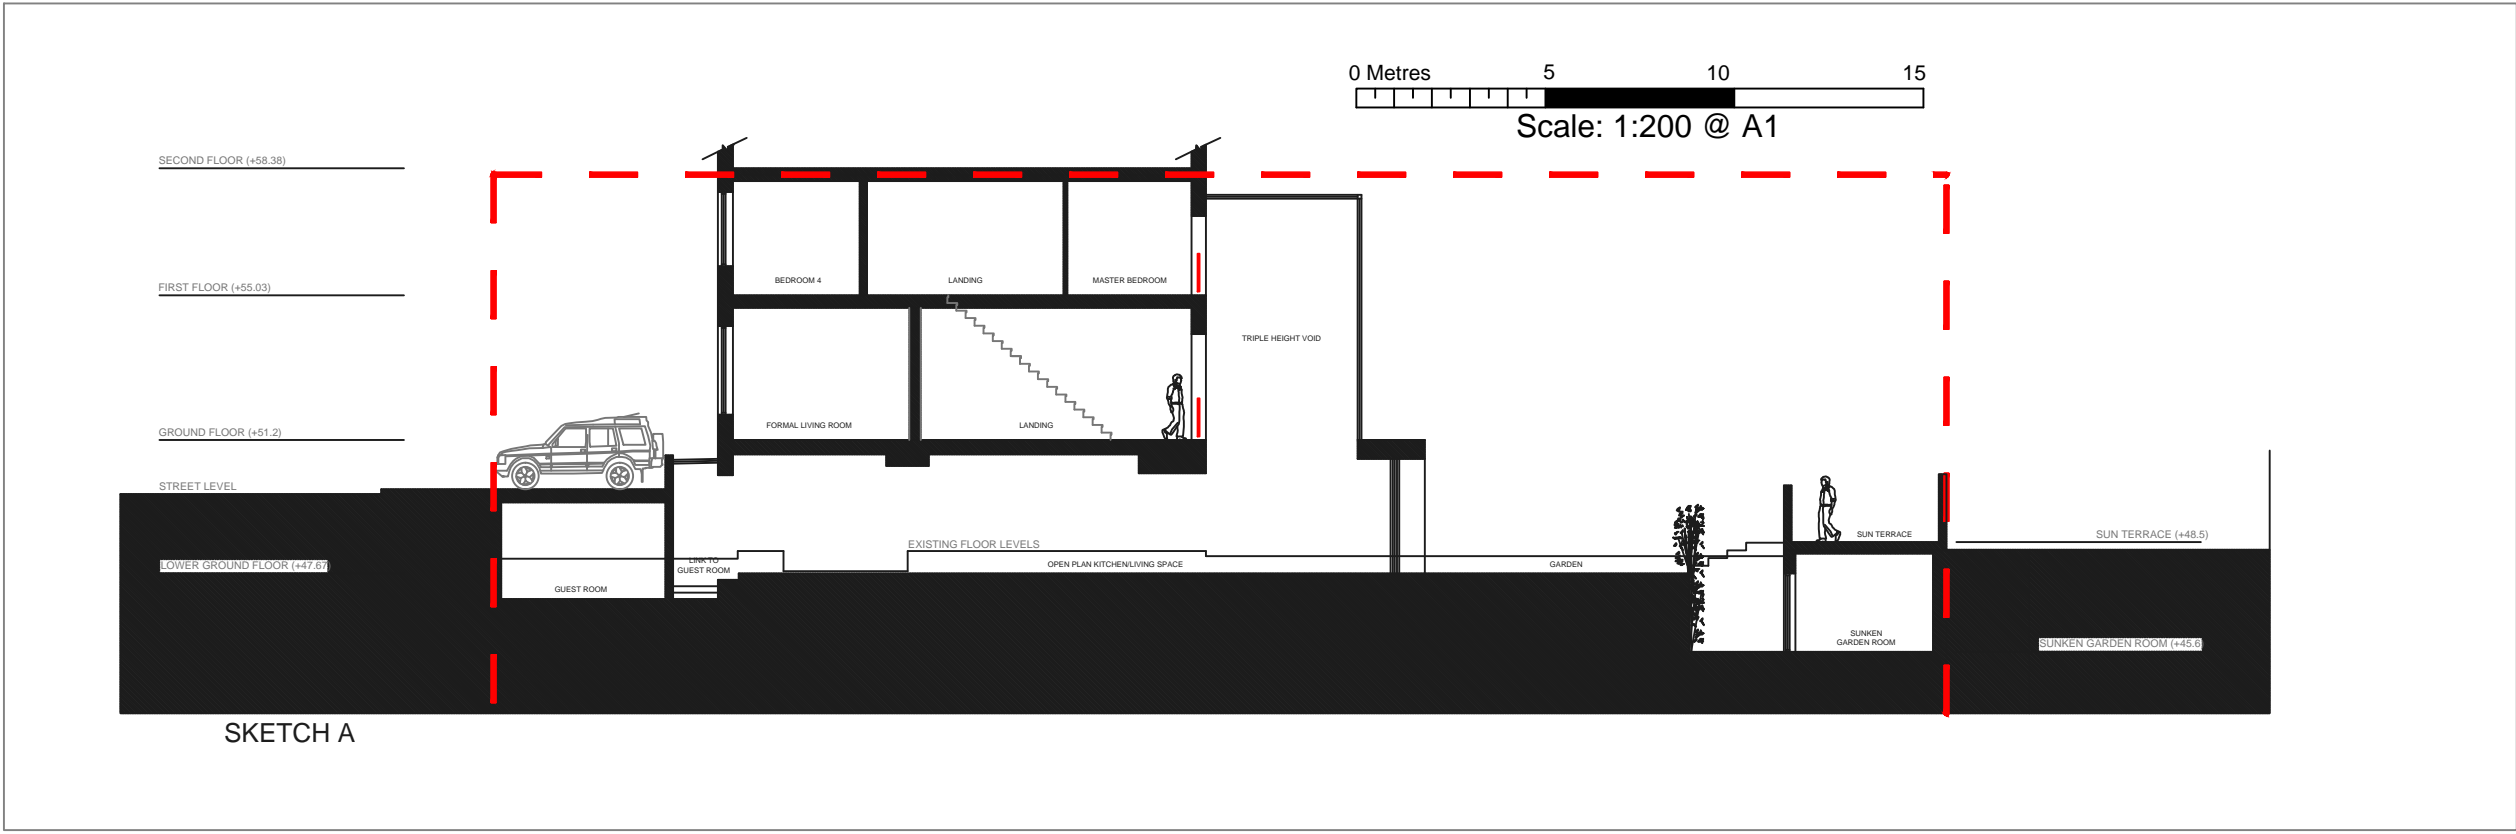 0 Metres 5 10 15
Scale: 1:200 @ A1
SECOND FLOOR (+58.38)
FIRST FLOOR (+55.03)
BEDROOM 4
LANDING
MASTER BEDROOM
TRIPLE HEIGHT VOID
GROUND FLOOR (+51.2)
FORMAL LIVING ROOM
LANDING
STREET LEVEL
SUN TERRACE
SUN TERRACE (+48.5)
EXISTING FLOOR LEVELS
LOWER GROUND FLOOR (+47.67)
LINK TO
GUEST ROOM
OPEN PLAN KITCHEN/LIVING SPACE
GARDEN
GUEST ROOM
SUNKEN
GARDEN ROOM
SUNKEN GARDEN ROOM (+45.6)
SKETCH A